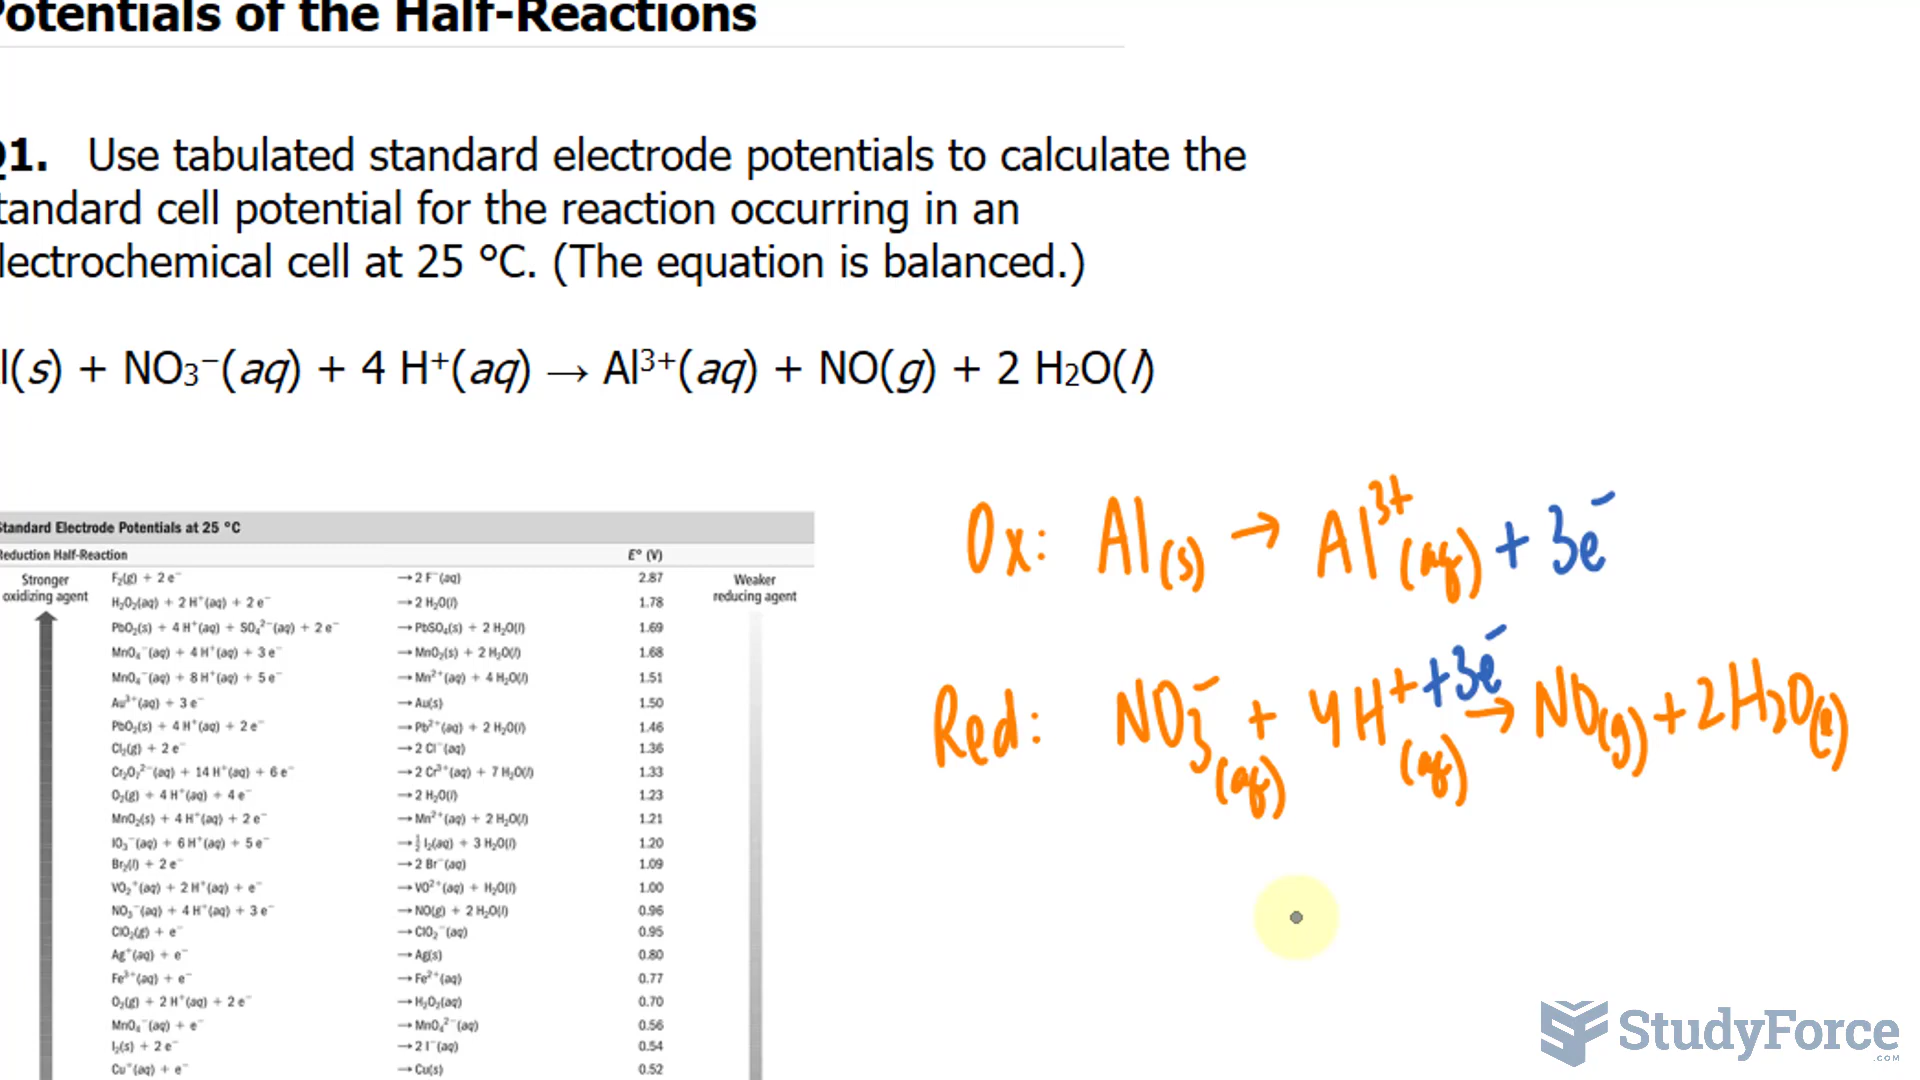 otentials of the Half-Reactions
Q1. Use tabulated standard electrode potentials to calculate the
tandard cell potential for the reaction occurring in an
lectrochemical cell at 25 °C. (The equation is balanced.)
l(s) + NO₃⁻(aq) + 4 H⁺(aq) → Al³⁺(aq) + NO(g) + 2 H₂O(l)
Ox: Al(s) → Al³⁺(aq) + 3e⁻
Red: NO₃⁻(aq) + 4H⁺(aq) + 3e⁻ → NO(g) + 2H₂O(l)
Standard Electrode Potentials at 25 °C
Reduction Half-Reaction E° (V)
Stronger oxidizing agent
Weaker reducing agent
F₂(g) + 2 e⁻ → 2 F⁻(aq) 2.87
H₂O₂(aq) + 2 H⁺(aq) + 2 e⁻ → 2 H₂O(l) 1.78
PbO₂(s) + 4 H⁺(aq) + SO₄²⁻(aq) + 2 e⁻ → PbSO₄(s) + 2 H₂O(l) 1.69
MnO₄⁻(aq) + 4 H⁺(aq) + 3 e⁻ → MnO₂(s) + 2 H₂O(l) 1.68
MnO₄⁻(aq) + 8 H⁺(aq) + 5 e⁻ → Mn²⁺(aq) + 4 H₂O(l) 1.51
Au³⁺(aq) + 3 e⁻ → Au(s) 1.50
PbO₂(s) + 4 H⁺(aq) + 2 e⁻ → Pb²⁺(aq) + 2 H₂O(l) 1.46
Cl₂(g) + 2 e⁻ → 2 Cl⁻(aq) 1.36
Cr₂O₇²⁻(aq) + 14 H⁺(aq) + 6 e⁻ → 2 Cr³⁺(aq) + 7 H₂O(l) 1.33
O₂(g) + 4 H⁺(aq) + 4 e⁻ → 2 H₂O(l) 1.23
MnO₂(s) + 4 H⁺(aq) + 2 e⁻ → Mn²⁺(aq) + 2 H₂O(l) 1.21
IO₃⁻(aq) + 6 H⁺(aq) + 5 e⁻ → ½ I₂(aq) + 3 H₂O(l) 1.20
Br₂(l) + 2 e⁻ → 2 Br⁻(aq) 1.09
VO₂⁺(aq) + 2 H⁺(aq) + e⁻ → VO²⁺(aq) + H₂O(l) 1.00
NO₃⁻(aq) + 4 H⁺(aq) + 3 e⁻ → NO(g) + 2 H₂O(l) 0.96
ClO₂(g) + e⁻ → ClO₂⁻(aq) 0.95
Ag⁺(aq) + e⁻ → Ag(s) 0.80
Fe³⁺(aq) + e⁻ → Fe²⁺(aq) 0.77
O₂(g) + 2 H⁺(aq) + 2 e⁻ → H₂O₂(aq) 0.70
MnO₄⁻(aq) + e⁻ → MnO₄²⁻(aq) 0.56
I₂(s) + 2 e⁻ → 2 I⁻(aq) 0.54
Cu⁺(aq) + e⁻ → Cu(s) 0.52
StudyForce
.COM